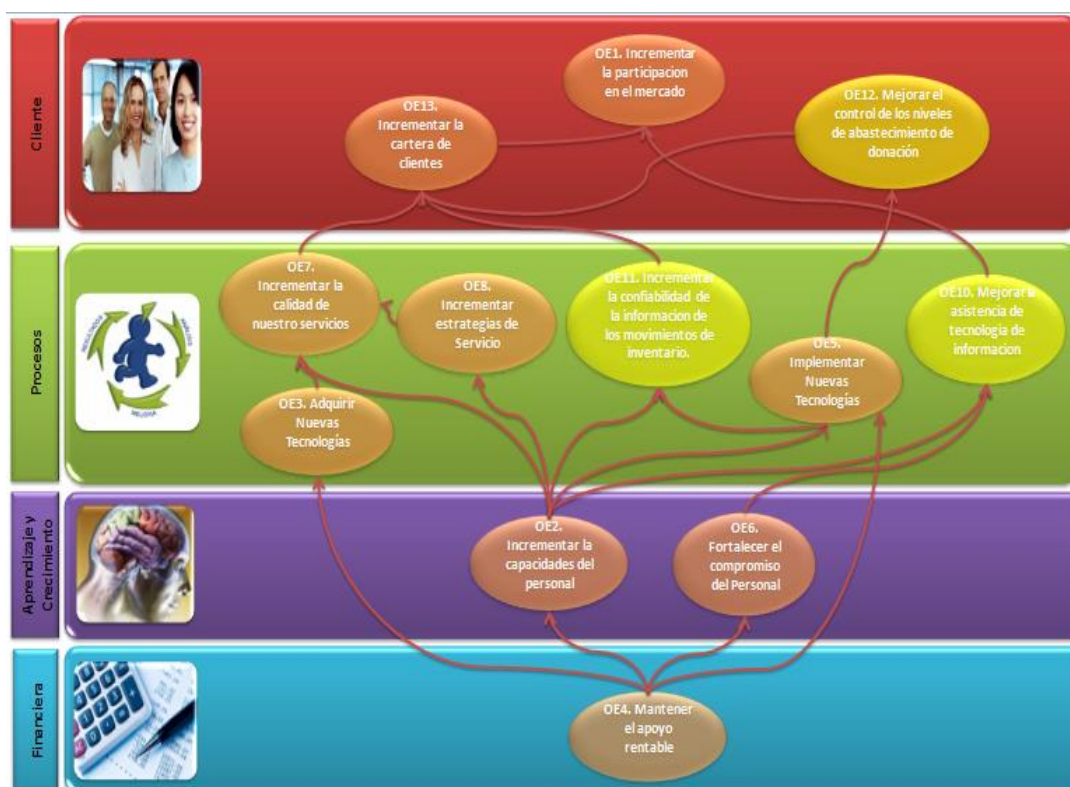 Cliente
OE1. Incrementar
la participacion
en el mercado
OE13.
Incrementar la
cartera de
clientes
OE12. Mejorar el
control de los niveles
de abastecimiento de
donación
Procesos
RESULTADOS
ANÁLISIS
MEJORA
OE7.
Incrementar la
calidad de
nuestro servicios
OE8.
Incrementar
estrategias de
Servicio
OE11. Incrementar
la confiabilidad de
la informacion de
los movimientos de
inventario.
OE5.
Implementar
Nuevas
Tecnologías
OE10. Mejorar la
asistencia de
tecnologia de
informacion
OE3. Adquirir
Nuevas
Tecnologías
Aprendizaje y
Crecimiento
OE2.
Incrementar la
capacidades del
personal
OE6.
Fortalecer el
compromiso
del Personal
Financiera
OE4. Mantener
el apoyo
rentable